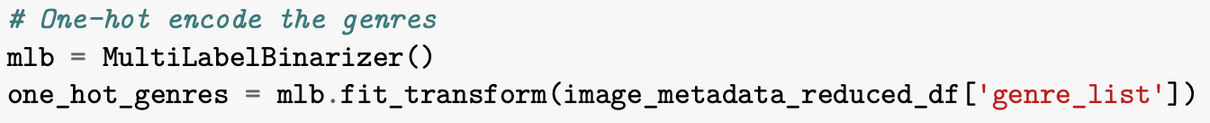 # One-hot encode the genres
mlb = MultiLabelBinarizer()
one_hot_genres = mlb.fit_transform(image_metadata_reduced_df['genre_list'])